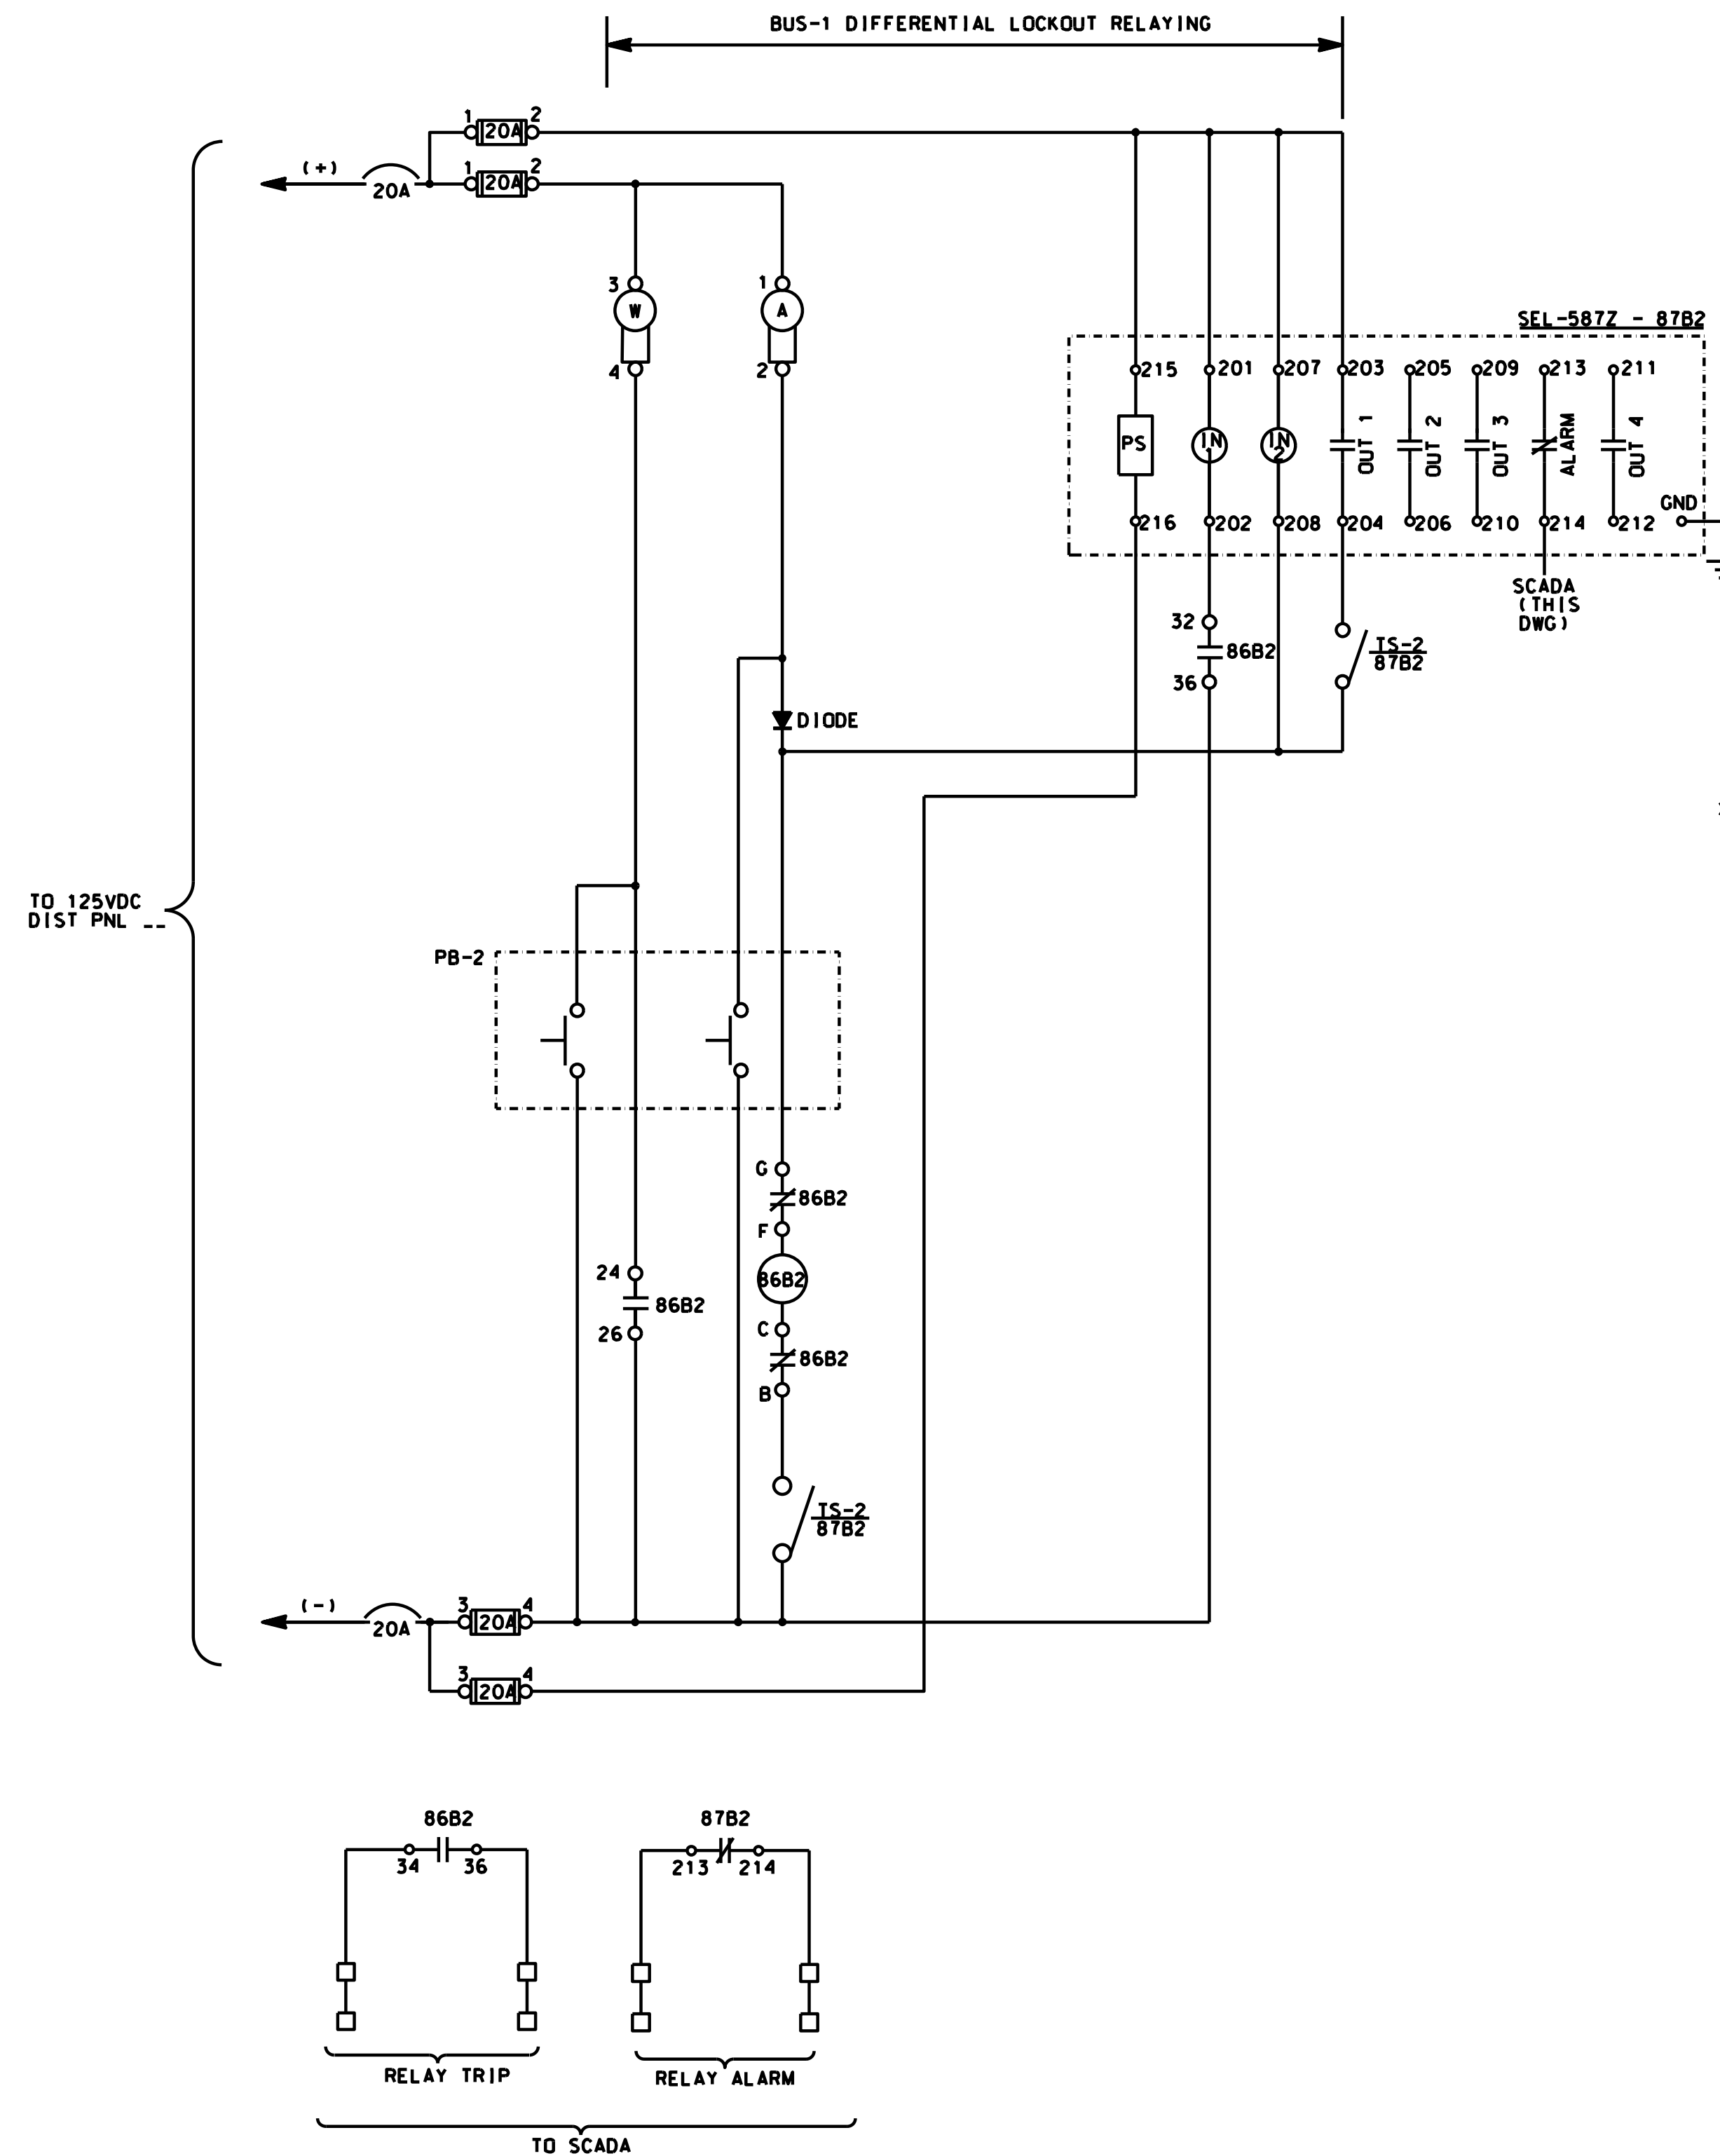 BUS-1 DIFFERENTIAL LOCKOUT RELAYING
1 20A 2
(+)
20A
1 20A 2
3
W
4
1
A
2
SEL-587Z - 87B2
215 201 207 203 205 209 213 211
PS
IN
1
IN
2
OUT 1
OUT 2
OUT 3
ALARM
OUT 4
GND
216 202 208 204 206 210 214 212
SCADA
(THIS
DWG)
32
86B2
36
TS-2
87B2
DIODE
TO 125VDC
DIST PNL --
PB-2
G
86B2
F
86B2
C
86B2
B
24
86B2
26
TS-2
87B2
(-)
20A
3 20A 4
3 20A 4
86B2
34 36
87B2
213 214
RELAY TRIP
RELAY ALARM
TO SCADA